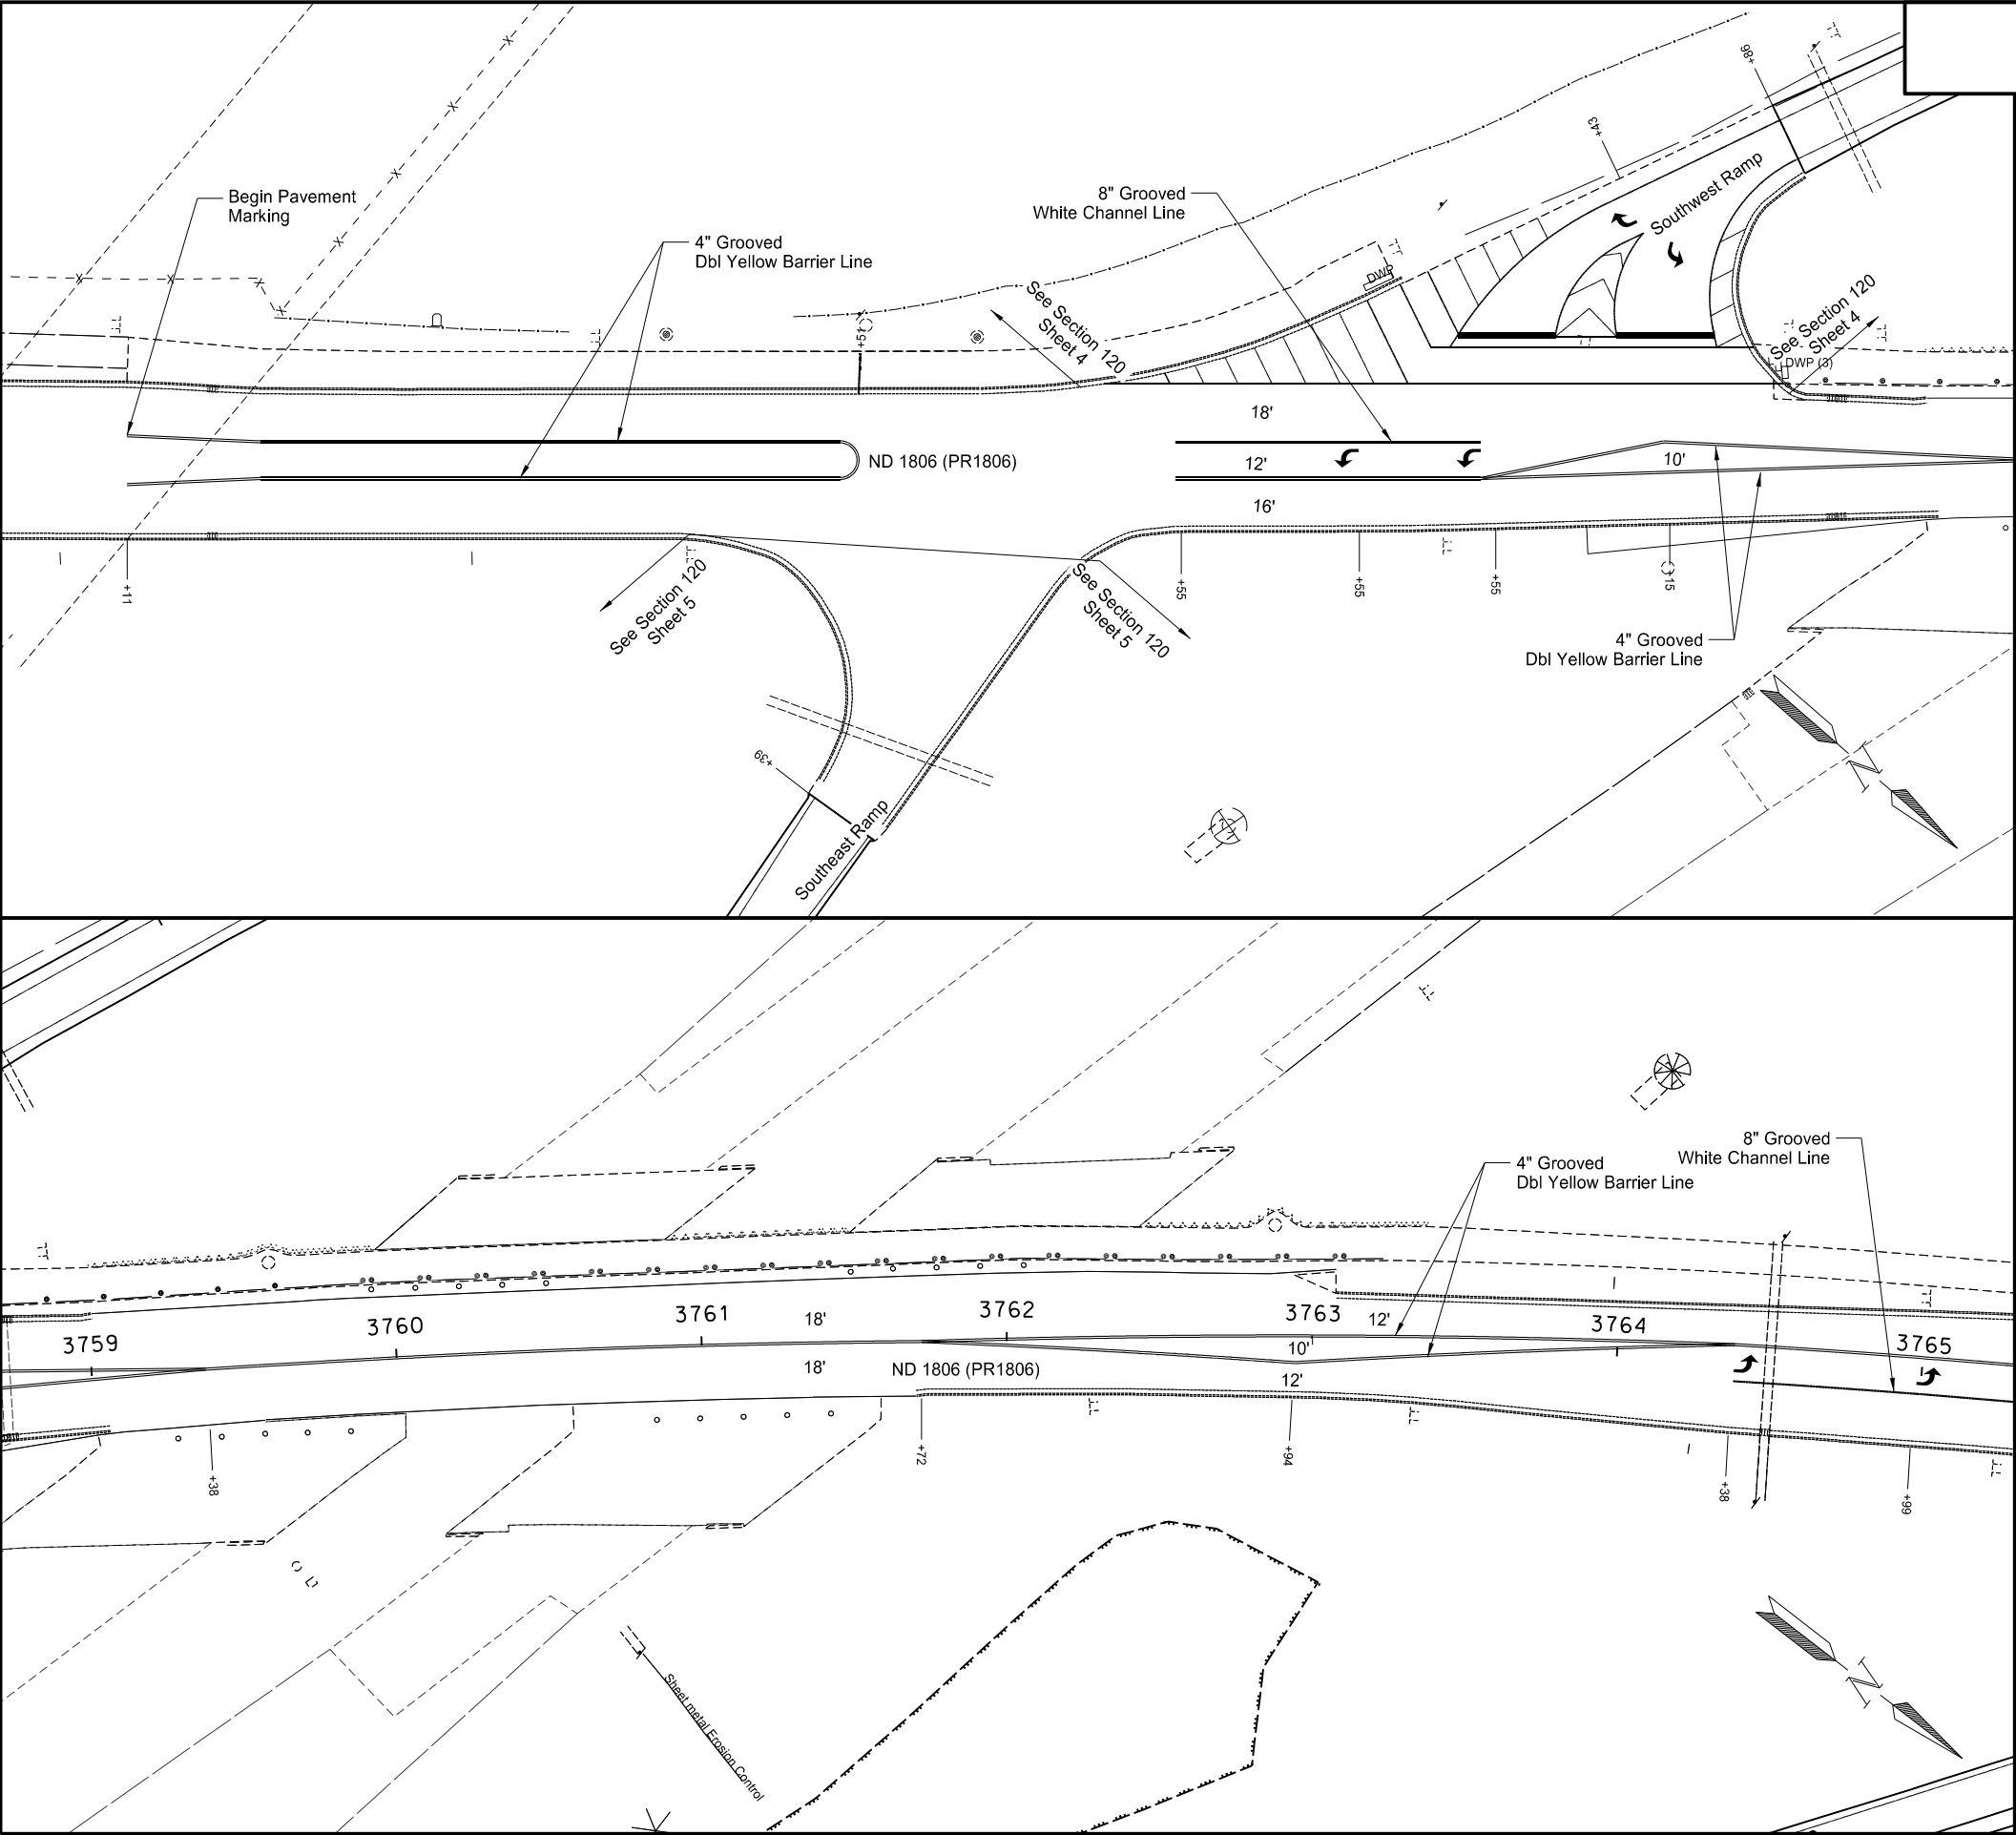 +86
+43
Southwest Ramp
Begin Pavement
Marking
8" Grooved
White Channel Line
4" Grooved
Dbl Yellow Barrier Line
DWP
See Section 120
Sheet 4
See Section 120
Sheet 4
+51
DWP (3)
18'
ND 1806 (PR1806)
12'
10'
16'
+11
See Section 120
Sheet 5
See Section 120
Sheet 5
+55
+55
+55
+15
4" Grooved
Dbl Yellow Barrier Line
+39
Southeast Ramp
N
8" Grooved
White Channel Line
4" Grooved
Dbl Yellow Barrier Line
3759
3760
3761
18'
3762
3763
12'
3764
3765
18'
ND 1806 (PR1806)
10'
12'
+38
+72
+94
+38
+99
Sheet metal Erosion Control
N